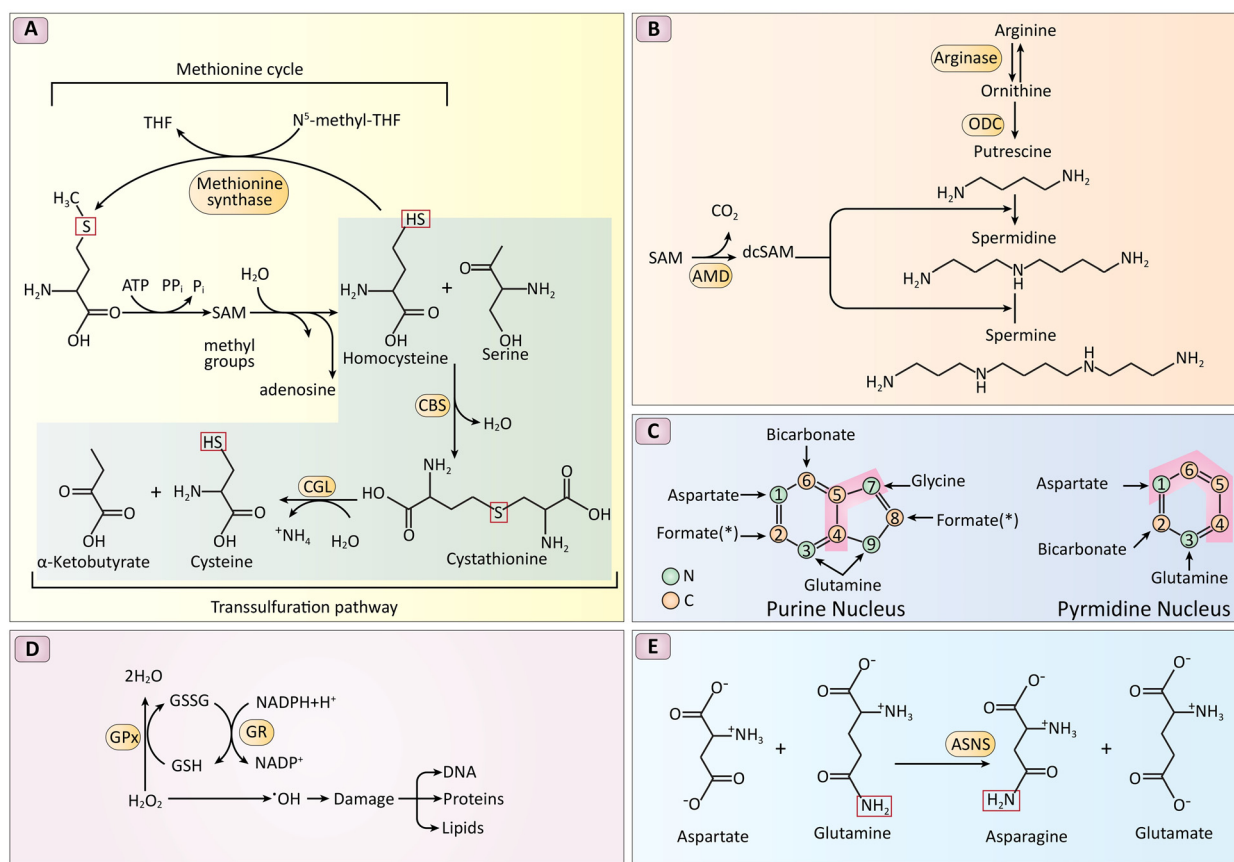 A
Methionine cycle
THF
N⁵-methyl-THF
Methionine
synthase
H₃C
S
H₂N
O
OH
ATP
PPᵢ
Pᵢ
SAM
H₂O
methyl
groups
adenosine
HS
H₂N
O
OH
Homocysteine
+
O
NH₂
OH
Serine
CBS
H₂O
NH₂
HO
O
S
O
OH
NH₂
Cystathionine
CGL
⁺NH₄
H₂O
HS
H₂N
O
OH
Cysteine
+
O
O
OH
α-Ketobutyrate
Transsulfuration pathway
B
Arginine
Arginase
Ornithine
ODC
Putrescine
H₂N
NH₂
CO₂
SAM
AMD
dcSAM
Spermidine
H₂N
N
H
NH₂
Spermine
H₂N
N
H
H
N
NH₂
C
Bicarbonate
Aspartate
Formate(*)
1
2
3
4
5
6
7
8
9
Glycine
Formate(*)
Glutamine
N
C
Purine Nucleus
Aspartate
Bicarbonate
1
2
3
4
5
6
Glutamine
Pyrmidine Nucleus
D
2H₂O
GSSG
NADPH+H⁺
GPx
GR
GSH
NADP⁺
H₂O₂
•OH
Damage
DNA
Proteins
Lipids
E
O⁻
O
⁺NH₃
O
⁻O
Aspartate
+
O⁻
O
⁺NH₃
O
NH₂
Glutamine
ASNS
O⁻
O
⁺NH₃
O
H₂N
Asparagine
+
O⁻
O
⁺NH₃
O
O⁻
Glutamate